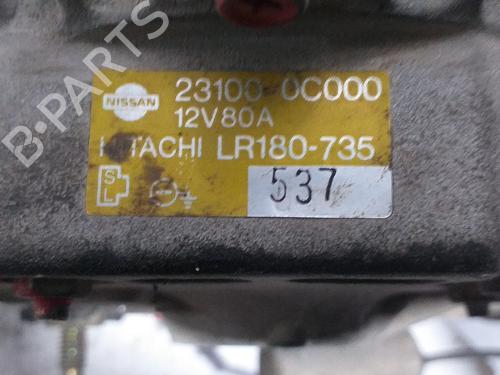 B-PARTS
NISSAN 23100 0C000
12V80A
HITACHI LR180-735
S
L
537